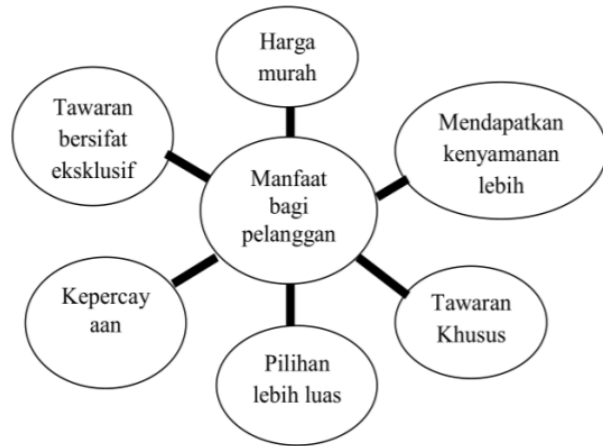 Harga
murah
Tawaran
bersifat
eksklusif
Mendapatkan
kenyamanan
lebih
Manfaat
bagi
pelanggan
Kepercay
aan
Tawaran
Khusus
Pilihan
lebih luas